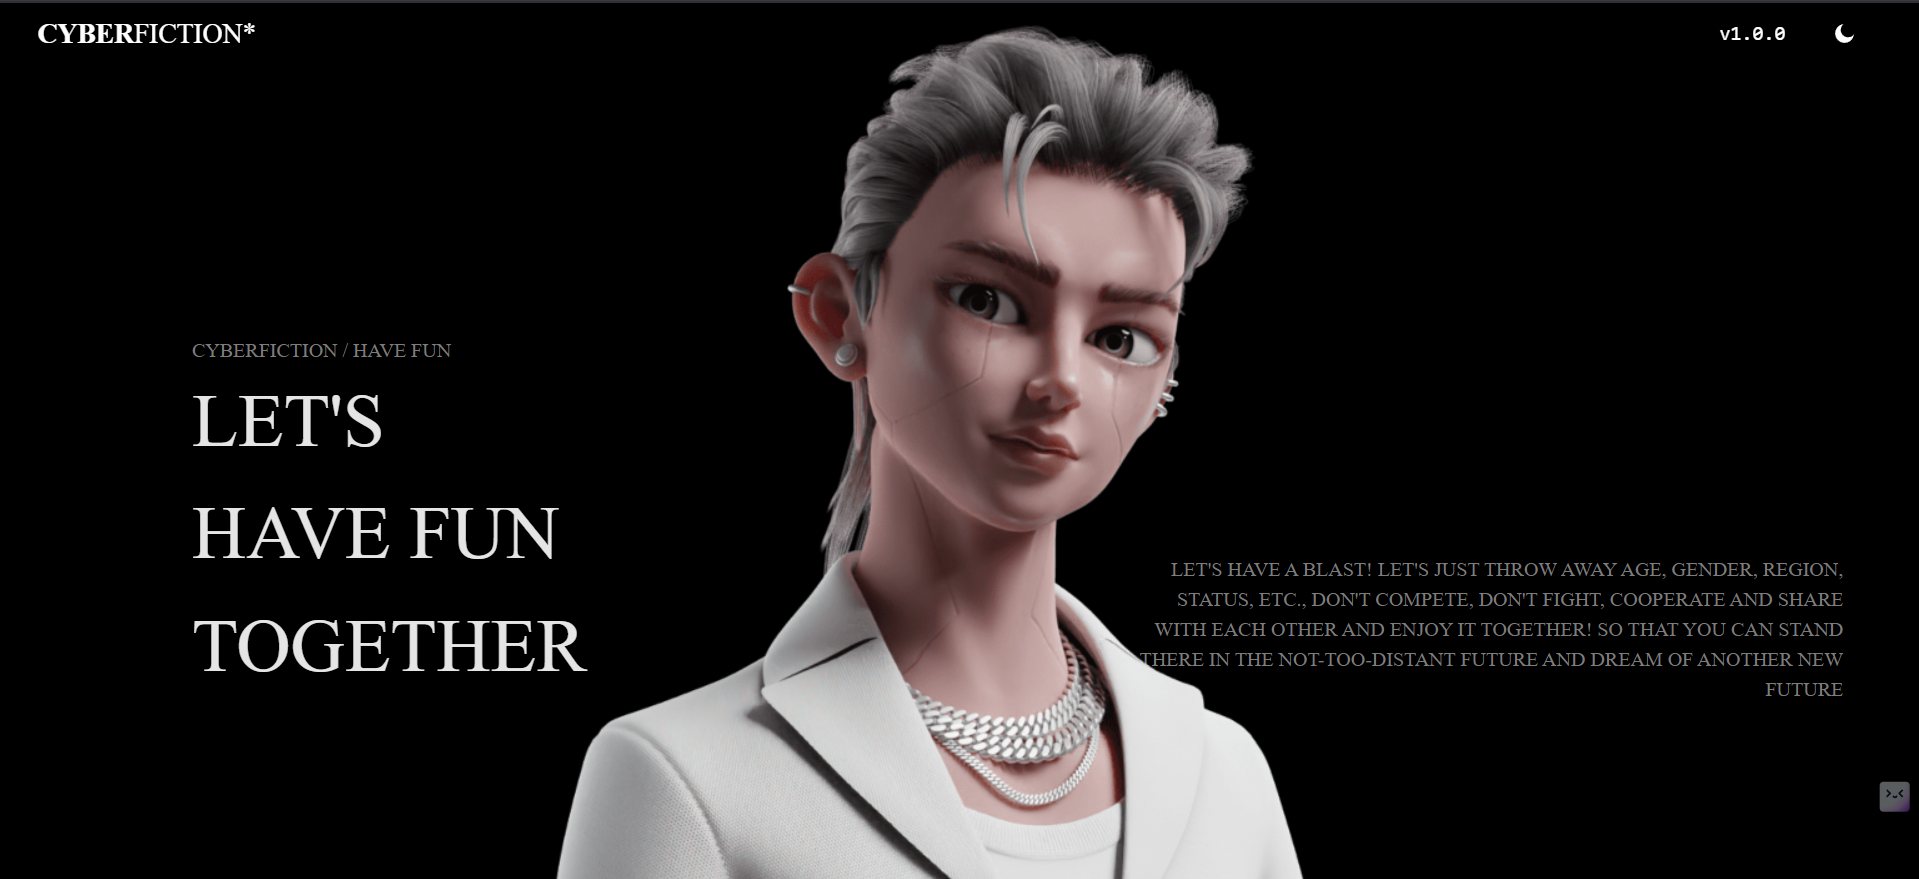 CYBERFICTION*
v1.0.0
CYBERFICTION / HAVE FUN
LET'S
HAVE FUN
TOGETHER
LET'S HAVE A BLAST! LET'S JUST THROW AWAY AGE, GENDER, REGION,
STATUS, ETC., DON'T COMPETE, DON'T FIGHT, COOPERATE AND SHARE
WITH EACH OTHER AND ENJOY IT TOGETHER! SO THAT YOU CAN STAND
THERE IN THE NOT-TOO-DISTANT FUTURE AND DREAM OF ANOTHER NEW
FUTURE